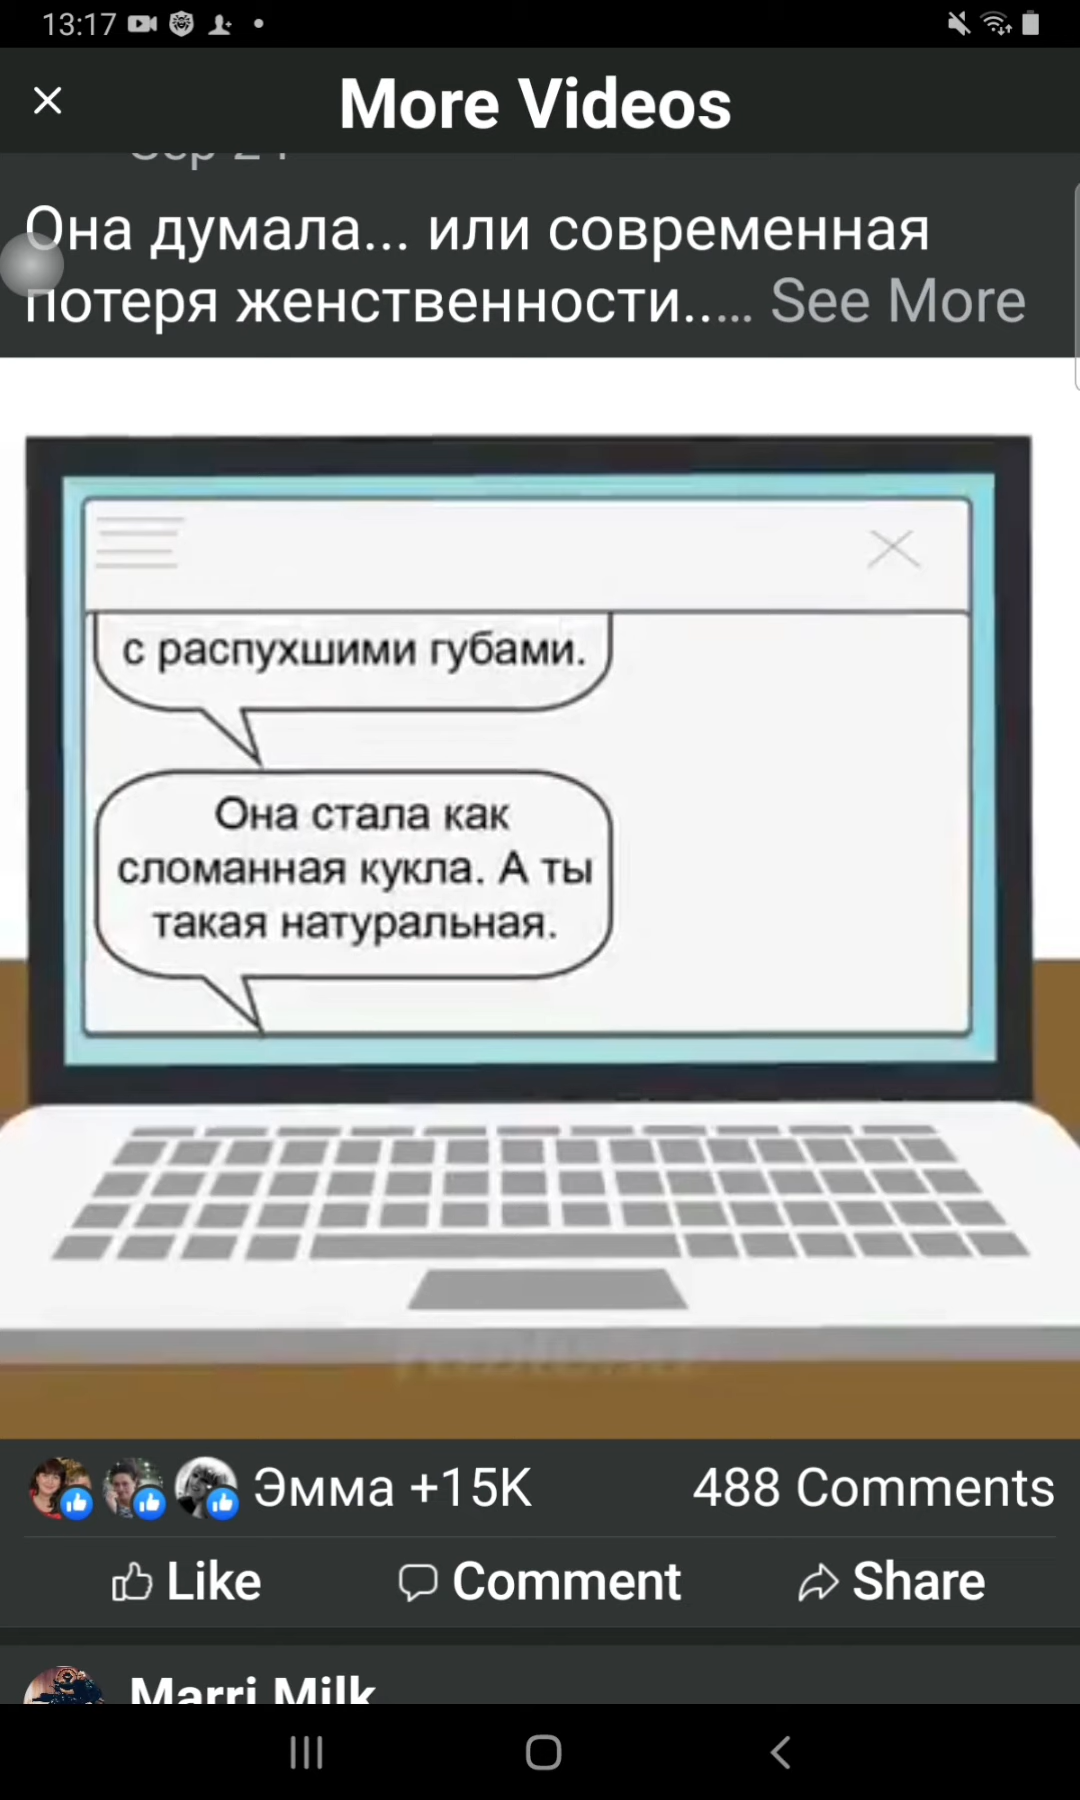 13:17
More Videos
Она думала... или современная
потеря женственности..... See More
с распухшими губами.
Она стала как
сломанная кукла. А ты
такая натуральная.
Эмма +15K
488 Comments
Like
Comment
Share
Marri Milk